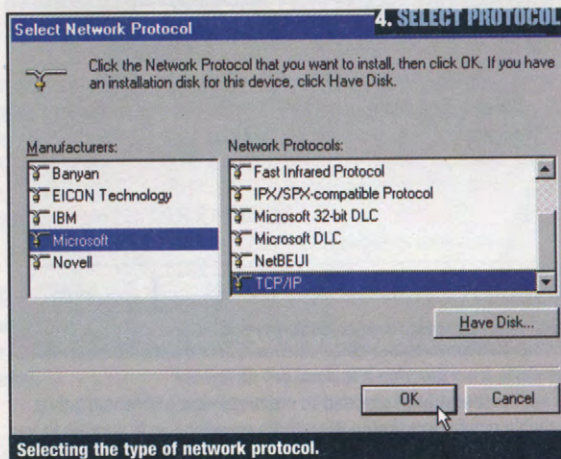 4. SELECT PROTOCOL
Select Network Protocol
Click the Network Protocol that you want to install, then click OK. If you have
an installation disk for this device, click Have Disk.
Manufacturers:
Banyan
EICON Technology
IBM
Microsoft
Novell
Network Protocols:
Fast Infrared Protocol
IPX/SPX-compatible Protocol
Microsoft 32-bit DLC
Microsoft DLC
NetBEUI
TCP/IP
Have Disk...
OK
Cancel
Selecting the type of network protocol.